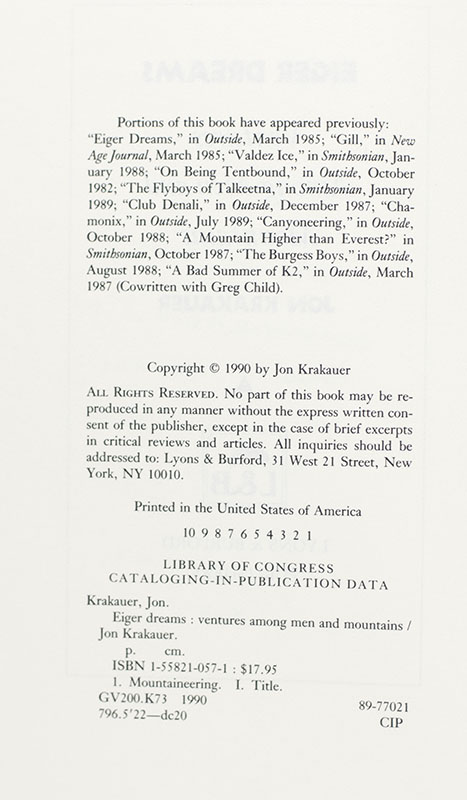 Portions of this book have appeared previously:
"Eiger Dreams," in Outside, March 1985; "Gill," in New
Age Journal, March 1985; "Valdez Ice," in Smithsonian, Jan-
uary 1988; "On Being Tentbound," in Outside, October
1982; "The Flyboys of Talkeetna," in Smithsonian, January
1989; "Club Denali," in Outside, December 1987; "Cha-
monix," in Outside, July 1989; "Canyoneering," in Outside,
October 1988; "A Mountain Higher than Everest?" in
Smithsonian, October 1987; "The Burgess Boys," in Outside,
August 1988; "A Bad Summer of K2," in Outside, March
1987 (Cowritten with Greg Child).
Copyright © 1990 by Jon Krakauer
ALL RIGHTS RESERVED. No part of this book may be re-
produced in any manner without the express written con-
sent of the publisher, except in the case of brief excerpts
in critical reviews and articles. All inquiries should be
addressed to: Lyons & Burford, 31 West 21 Street, New
York, NY 10010.
Printed in the United States of America
10 9 8 7 6 5 4 3 2 1
LIBRARY OF CONGRESS
CATALOGING-IN-PUBLICATION DATA
Krakauer, Jon.
Eiger dreams : ventures among men and mountains /
Jon Krakauer.
p. cm.
ISBN 1-55821-057-1 : $17.95
1. Mountaineering. I. Title.
GV200.K73 1990
796.5'22—dc20
89-77021
CIP